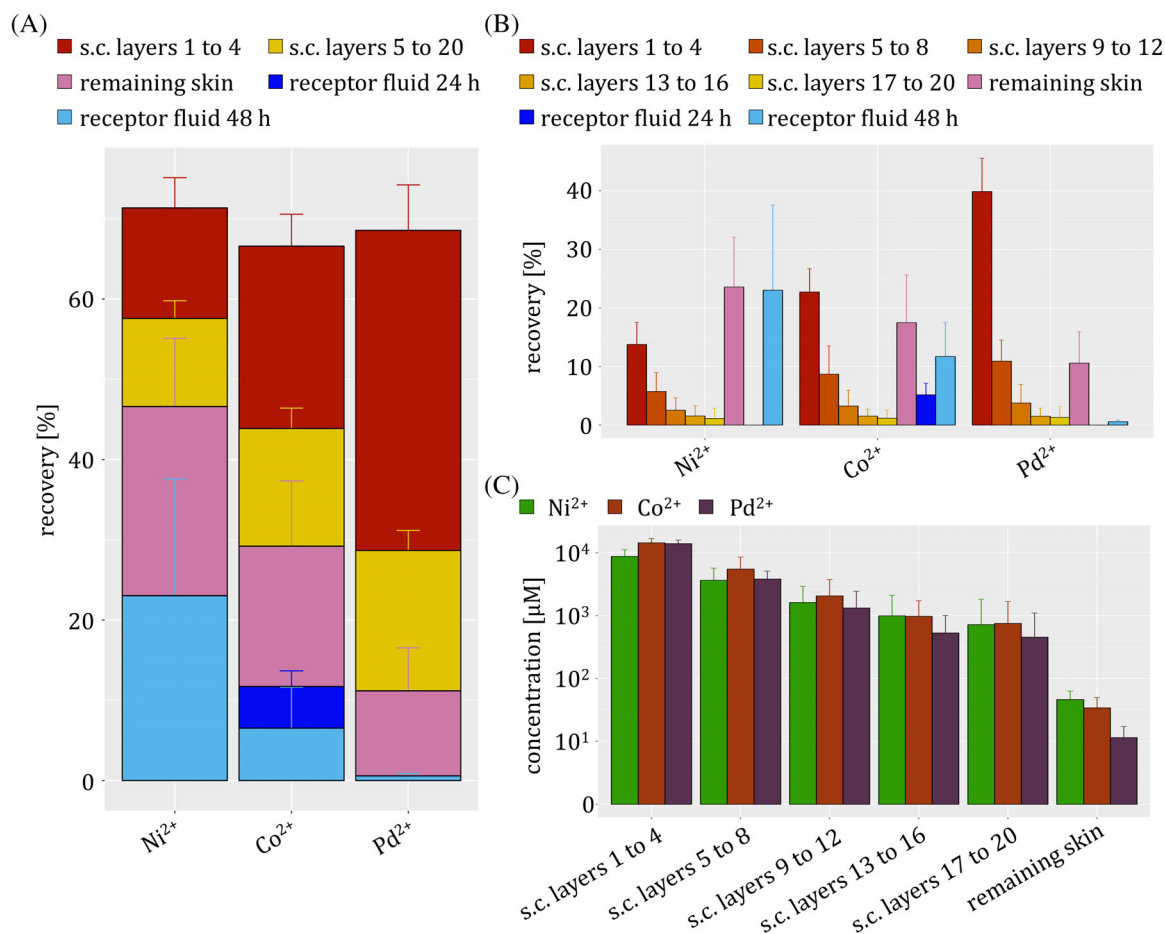 (A)
s.c. layers 1 to 4
s.c. layers 5 to 20
remaining skin
receptor fluid 24 h
receptor fluid 48 h
recovery [%]
60
40
20
0
Ni²⁺
Co²⁺
Pd²⁺
(B)
s.c. layers 1 to 4
s.c. layers 5 to 8
s.c. layers 9 to 12
s.c. layers 13 to 16
s.c. layers 17 to 20
remaining skin
receptor fluid 24 h
receptor fluid 48 h
recovery [%]
40
30
20
10
0
Ni²⁺
Co²⁺
Pd²⁺
(C)
Ni²⁺
Co²⁺
Pd²⁺
concentration [µM]
10⁴
10³
10²
10¹
0
s.c. layers 1 to 4
s.c. layers 5 to 8
s.c. layers 9 to 12
s.c. layers 13 to 16
s.c. layers 17 to 20
remaining skin